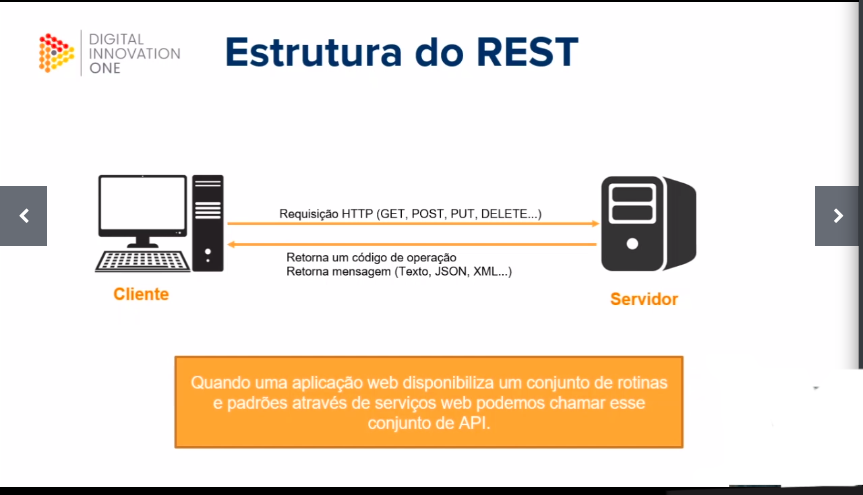 DIGITAL
INNOVATION
ONE
Estrutura do REST
Requisição HTTP (GET, POST, PUT, DELETE...)
Retorna um código de operação
Retorna mensagem (Texto, JSON, XML...)
Cliente
Servidor
Quando uma aplicação web disponibiliza um conjunto de rotinas
e padrões através de serviços web podemos chamar esse
conjunto de API.